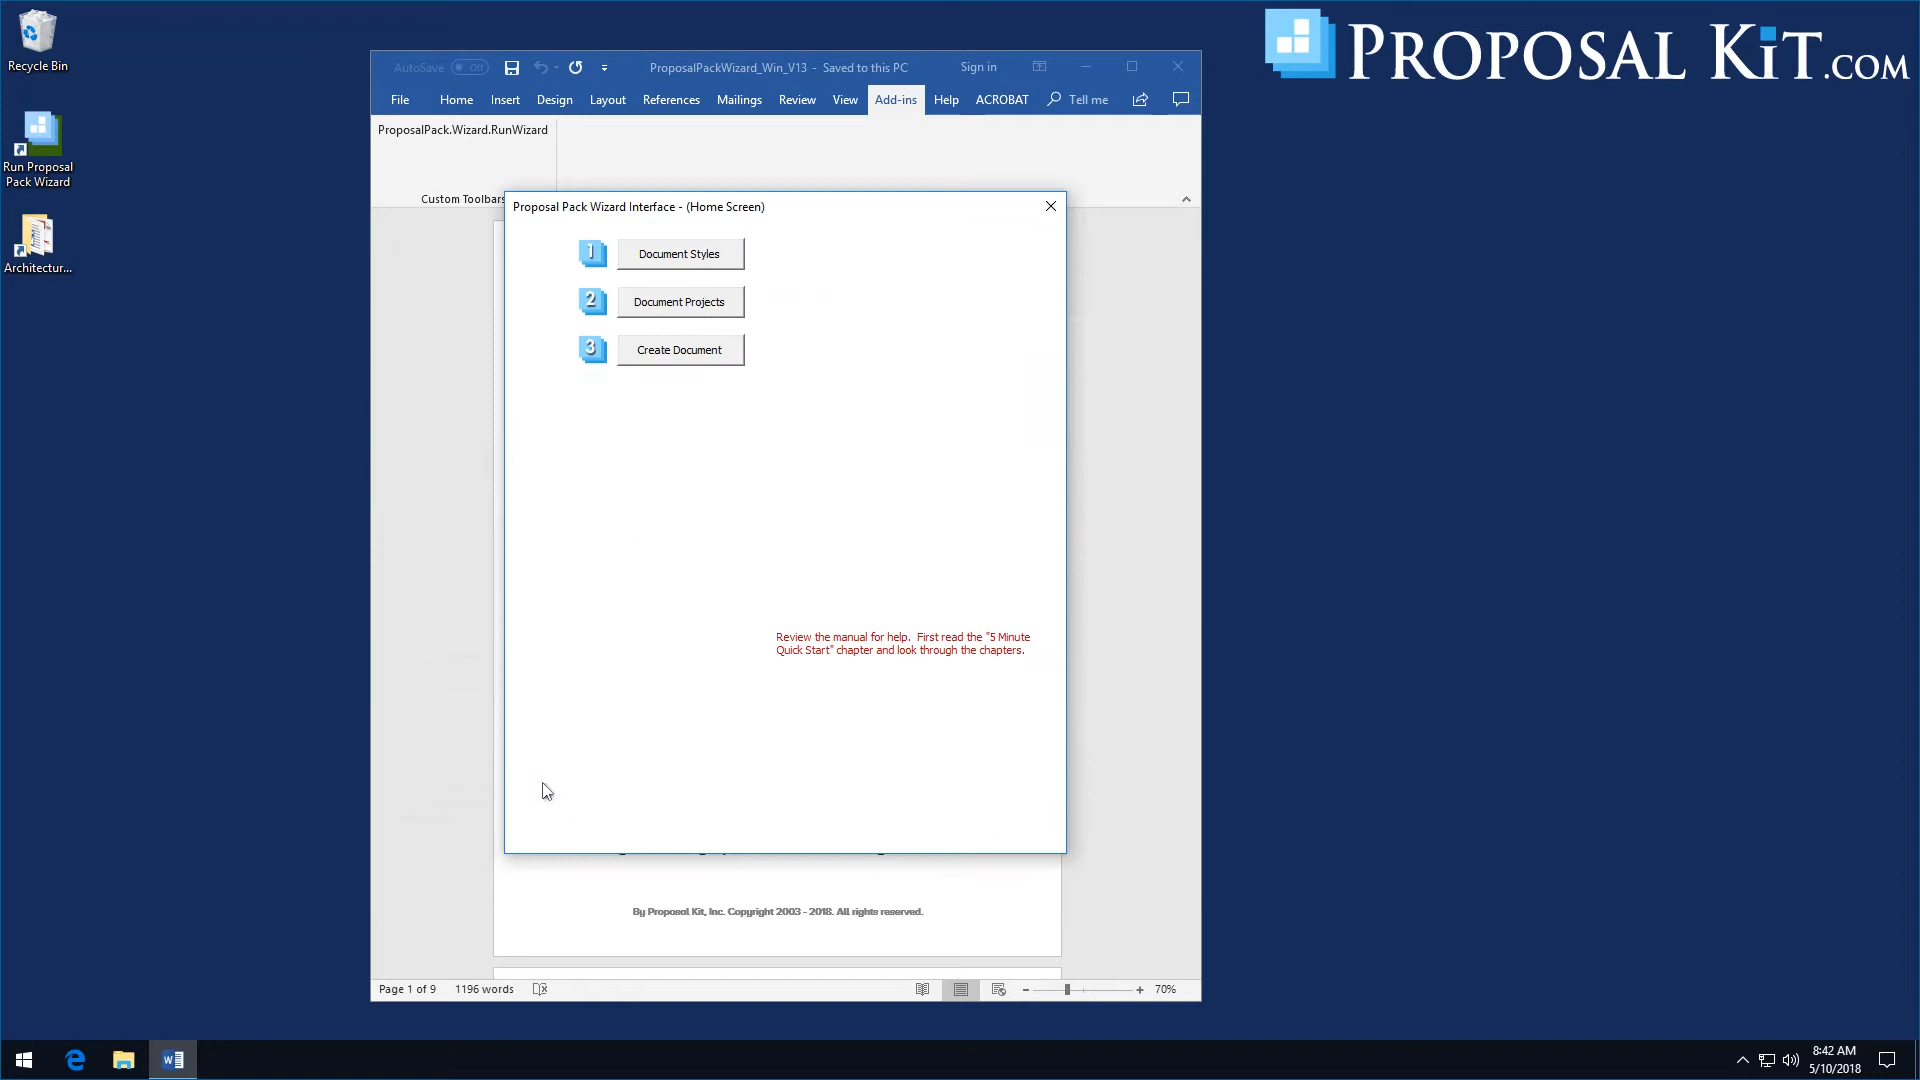 Recycle Bin
Run Proposal
Pack Wizard
Architectur...
PROPOSAL KIT.COM
AutoSave Off
ProposalPackWizard_Win_V13 - Saved to this PC
Sign in
File Home Insert Design Layout References Mailings Review View Add-ins Help ACROBAT Tell me
ProposalPack.Wizard.RunWizard
Custom Toolbars
Proposal Pack Wizard Interface - (Home Screen)
1 Document Styles
2 Document Projects
3 Create Document
Review the manual for help. First read the "5 Minute
Quick Start" chapter and look through the chapters.
By Proposal Kit, Inc. Copyright 2003 - 2018. All rights reserved.
Page 1 of 9 1196 words
70%
8:42 AM
5/10/2018